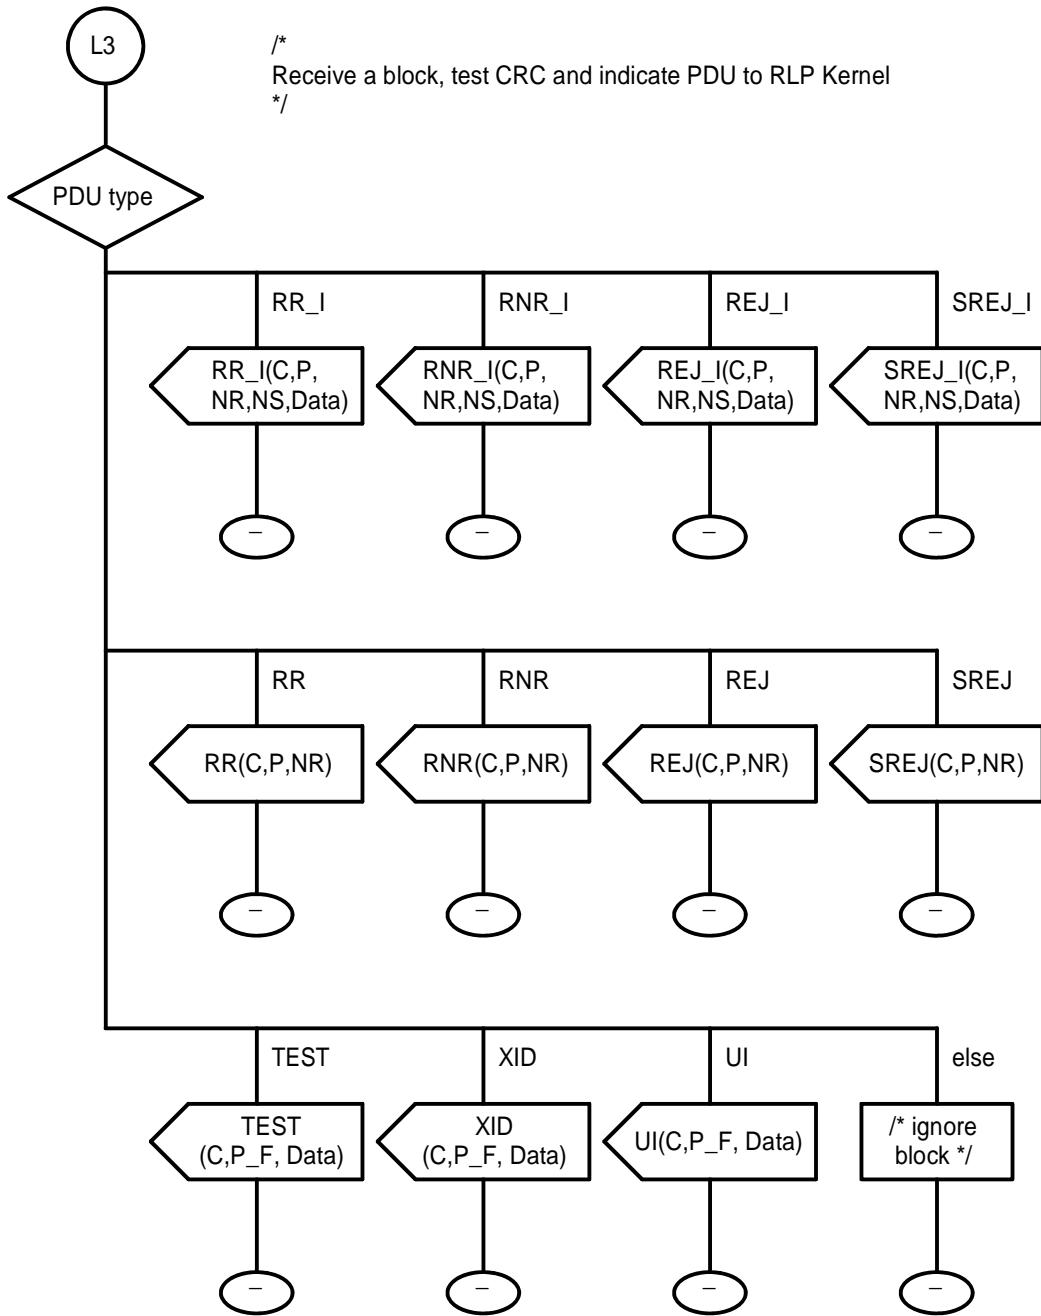 L3
/*
Receive a block, test CRC and indicate PDU to RLP Kernel
*/
PDU type
RR_I
RNR_I
REJ_I
SREJ_I
RR_I(C,P,
NR,NS,Data)
RNR_I(C,P,
NR,NS,Data)
REJ_I(C,P,
NR,NS,Data)
SREJ_I(C,P,
NR,NS,Data)
–
–
–
–
RR
RNR
REJ
SREJ
RR(C,P,NR)
RNR(C,P,NR)
REJ(C,P,NR)
SREJ(C,P,NR)
–
–
–
–
TEST
XID
UI
else
TEST
(C,P_F, Data)
XID
(C,P_F, Data)
UI(C,P_F, Data)
/* ignore
block */
–
–
–
–